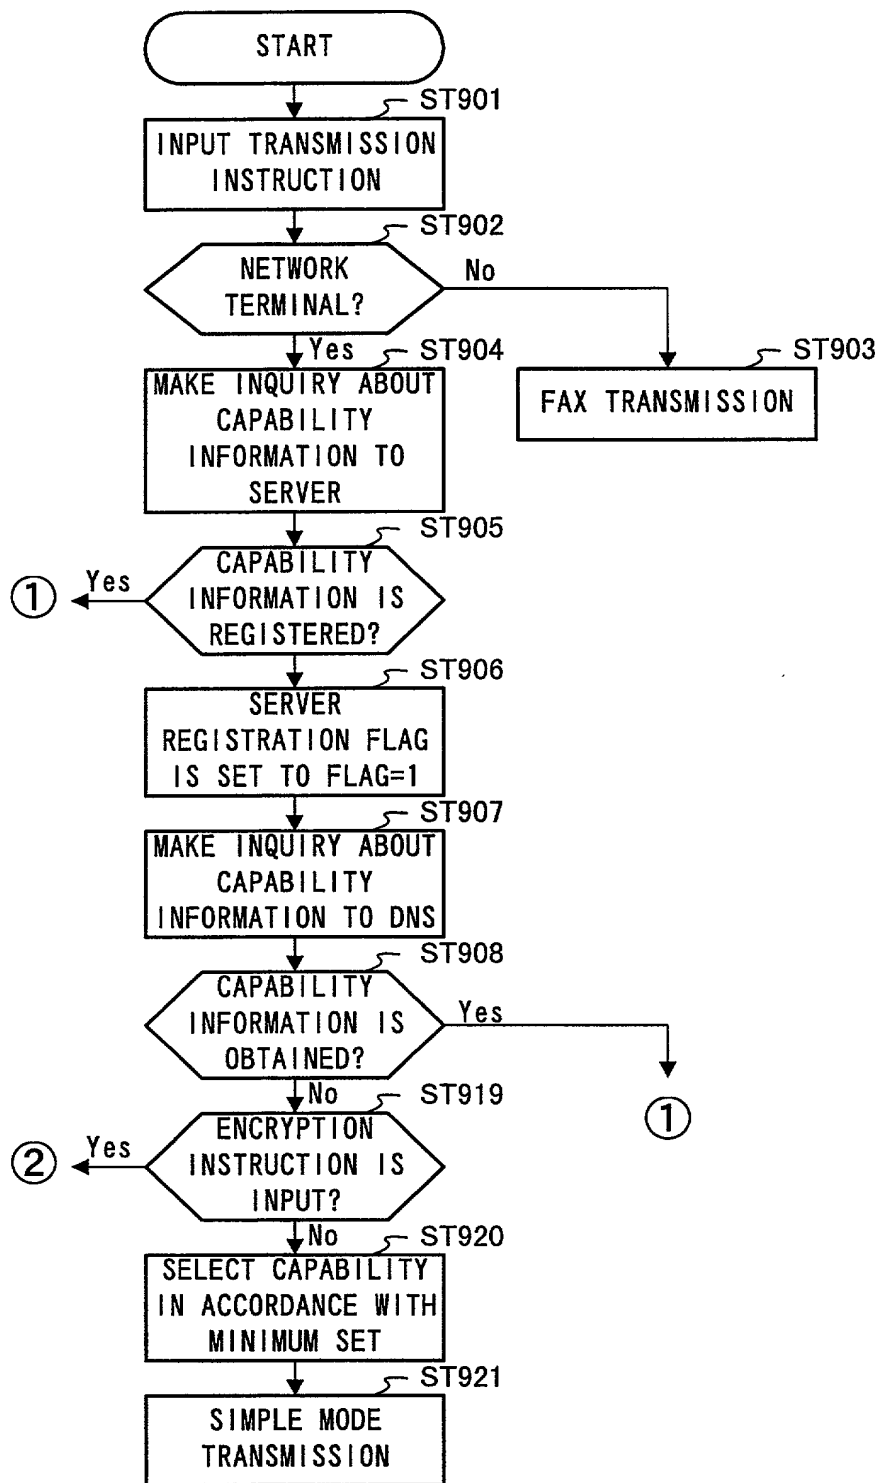 START
ST901
INPUT TRANSMISSION
INSTRUCTION
ST902
NETWORK
TERMINAL?
No
Yes
ST904
ST903
MAKE INQUIRY ABOUT
CAPABILITY
INFORMATION TO
SERVER
FAX TRANSMISSION
ST905
CAPABILITY
INFORMATION IS
REGISTERED?
Yes
①
ST906
SERVER
REGISTRATION FLAG
IS SET TO FLAG=1
ST907
MAKE INQUIRY ABOUT
CAPABILITY
INFORMATION TO DNS
ST908
CAPABILITY
INFORMATION IS
OBTAINED?
Yes
①
No
ST919
ENCRYPTION
INSTRUCTION IS
INPUT?
Yes
②
No
ST920
SELECT CAPABILITY
IN ACCORDANCE WITH
MINIMUM SET
ST921
SIMPLE MODE
TRANSMISSION